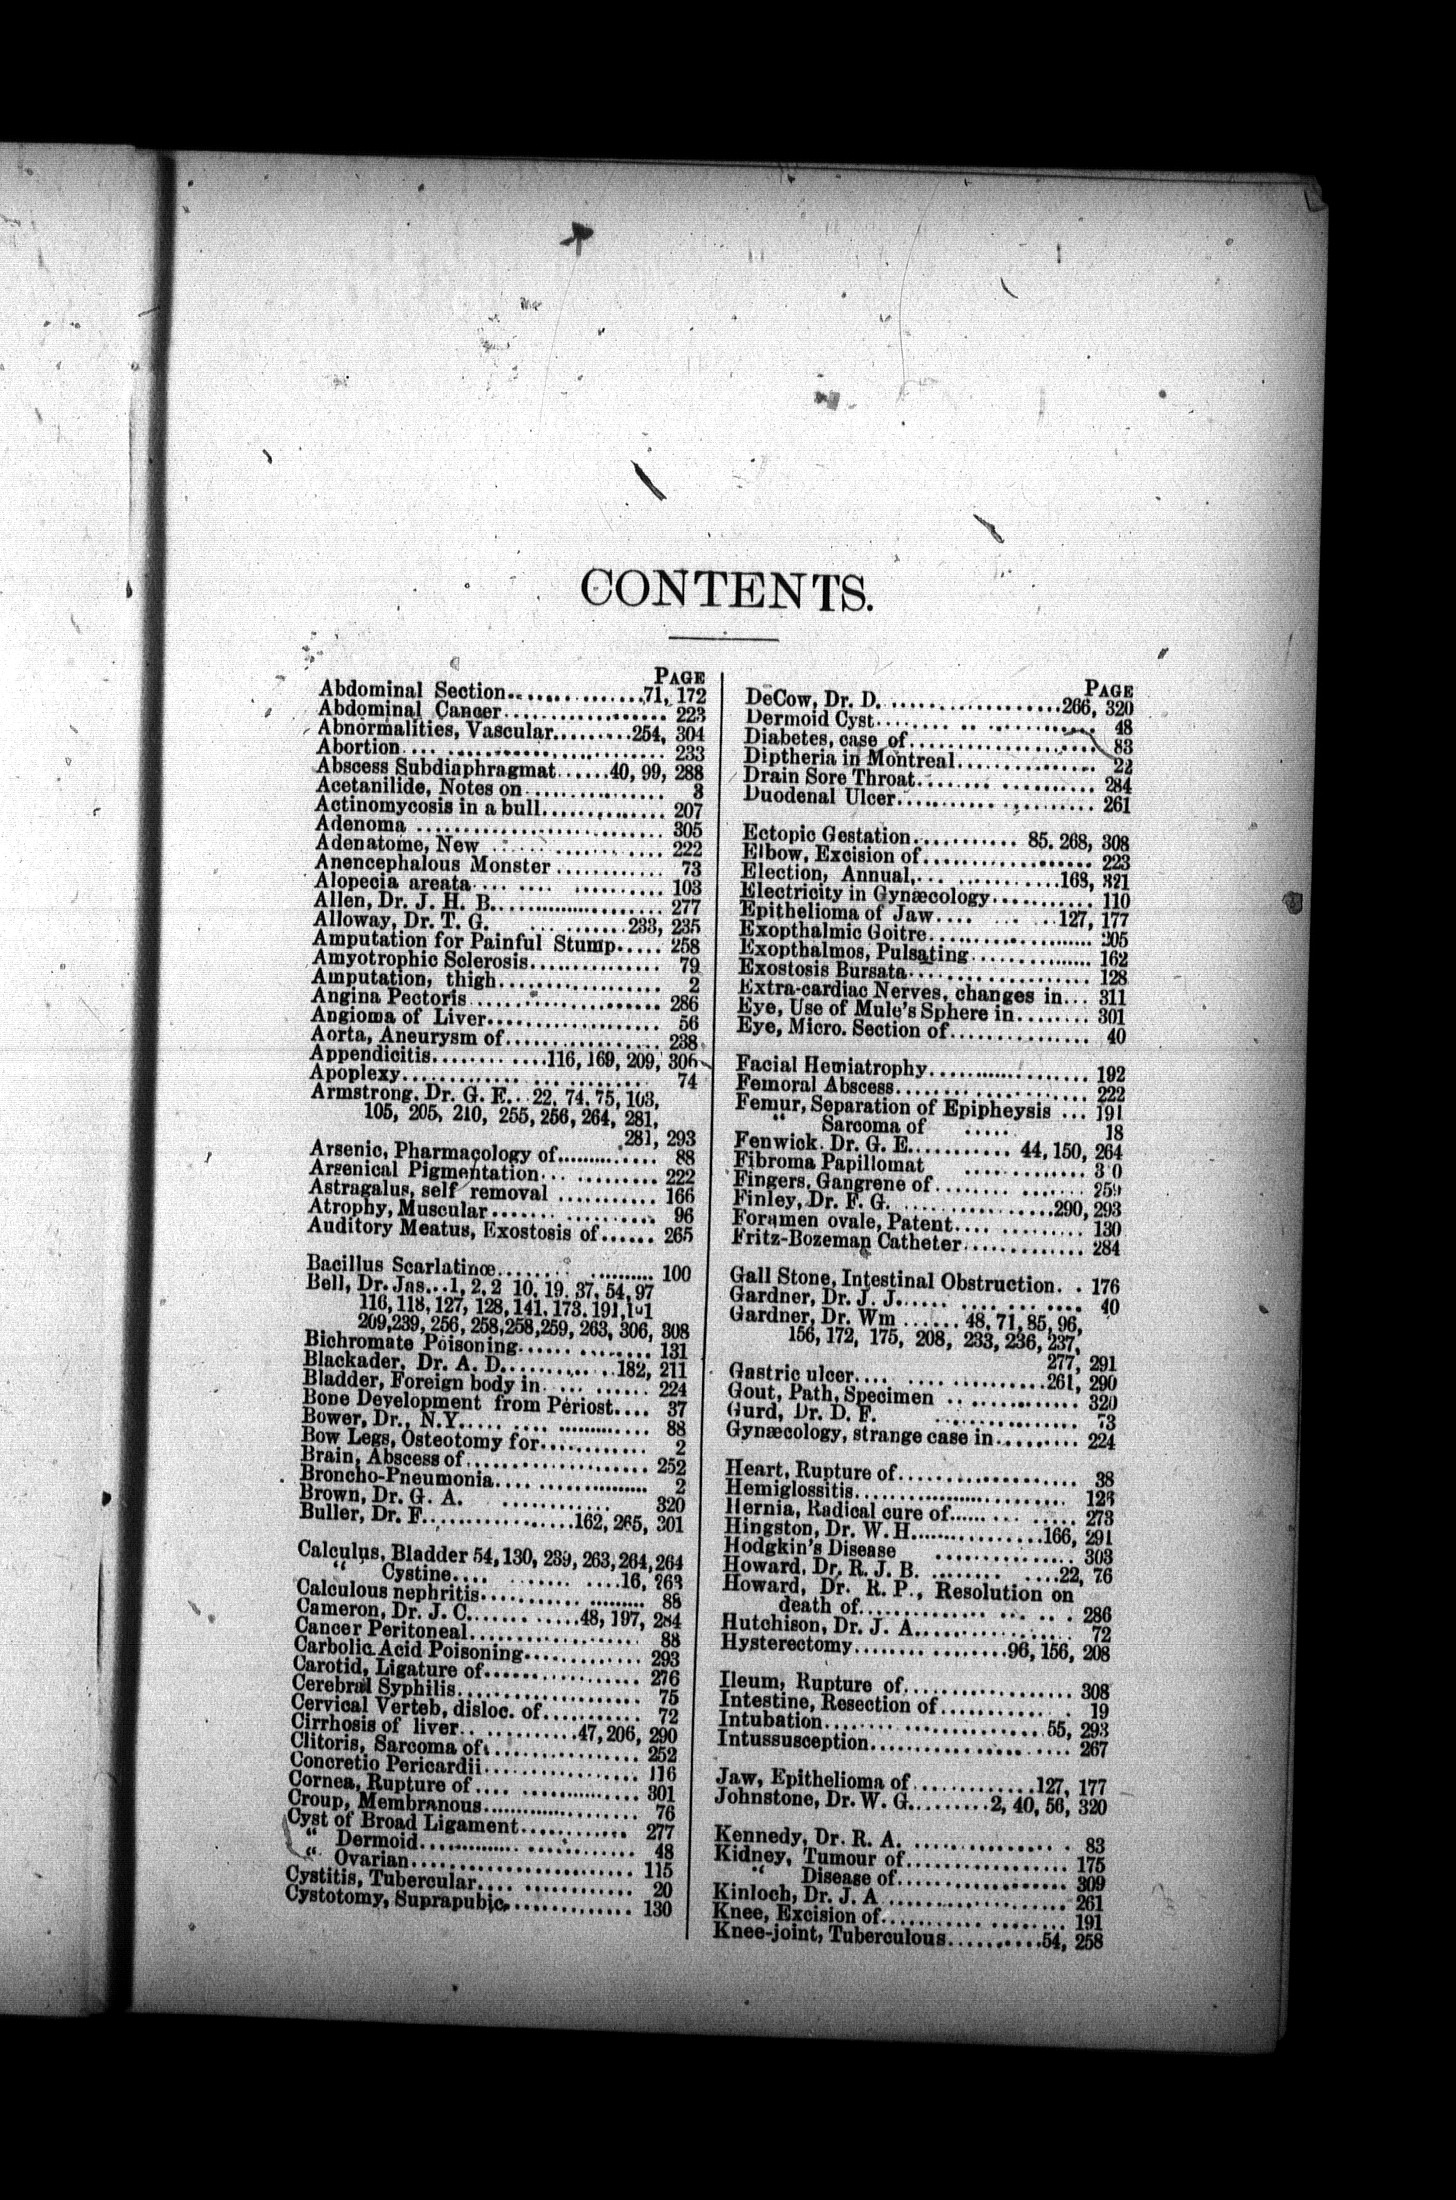 CONTENTS.
PAGE
Abdominal Section.................71, 172
Abdominal Cancer.................. 223
Abnormalities, Vascular.........254, 304
Abortion............................ 233
Abscess Subdiaphragmat......40, 99, 288
Acetanilide, Notes on................ 3
Actinomycosis in a bull.............. 207
Adenoma ............................ 305
Adenatome, New .................... 222
Anencephalous Monster ............ 73
Alopecia areata.................... 103
Allen, Dr. J. H. B................... 277
Alloway, Dr. T. G. ............233, 235
Amputation for Painful Stump..... 258
Amyotrophic Sclerosis............... 79
Amputation, thigh................... 2
Angina Pectoris...................... 286
Angioma of Liver.................... 56
Aorta, Aneurysm of................. 238
Appendicitis............116, 169, 209, 306
Apoplexy............................ 74
Armstrong, Dr. G. E... 22, 74, 75, 103,
105, 205, 210, 255, 256, 264, 281,
281, 293
Arsenic, Pharmacology of............. 88
Arsenical Pigmentation.............. 222
Astragalus, self removal ........... 166
Atrophy, Muscular.................. 96
Auditory Meatus, Exostosis of...... 265
Bacillus Scarlatinœ.................. 100
Bell, Dr. Jas...1, 2, 2 10, 19, 37, 54, 97
116, 118, 127, 128, 141, 173, 191,
209,239, 256, 258,258,259, 263, 306, 308
Bichromate Poisoning............... 131
Blackader, Dr. A. D............182, 211
Bladder, Foreign body in........... 224
Bone Development from Periost.... 37
Bower, Dr., N.Y..................... 88
Bow Legs, Osteotomy for............ 2
Brain, Abscess of.................... 252
Broncho-Pneumonia................. 2
Brown, Dr. G. A. ............ 320
Buller, Dr. F...................162, 265, 301
Calculus, Bladder 54, 130, 239, 263, 264, 264
“ Cystine.... ...........16, 263
Calculous nephritis.................. 88
Cameron, Dr. J. C............48, 197, 284
Cancer Peritoneal................... 88
Carbolic Acid Poisoning............. 293
Carotid, Ligature of................. 276
Cerebral Syphilis.................... 75
Cervical Verteb, disloc. of........... 72
Cirrhosis of liver.............47, 206, 290
Clitoris, Sarcoma of................ 252
Concretio Pericardii................. 116
Cornea, Rupture of................. 301
Croup, Membranous................ 76
Cyst of Broad Ligament............. 277
“ Dermoid.......................... 48
“ Ovarian.......................... 115
Cystitis, Tubercular................ 20
Cystotomy, Suprapubic.............. 130
PAGE
DeCow, Dr. D. ...................266, 320
Dermoid Cyst....................... 48
Diabetes, case of.................... 83
Diptheria in Montreal............... 22
Drain Sore Throat................... 284
Duodenal Ulcer..................... 261
Ectopic Gestation........... 85. 268, 308
Elbow, Excision of.................. 223
Election, Annual................168, 321
Electricity in Gynæcology........... 110
Epithelioma of Jaw.... .....127, 177
Exopthalmic Goitre.................. 205
Exopthalmos, Pulsating............. 162
Exostosis Bursata................... 128
Extra-cardiac Nerves, changes in... 311
Eye, Use of Mule's Sphere in........ 301
Eye, Micro. Section of............... 40
Facial Hemiatrophy................. 192
Femoral Abscess.................... 222
Femur, Separation of Epipheysis ... 191
“ Sarcoma of ..... 18
Fenwick. Dr. G. E........... 44, 150, 264
Fibroma Papillomat ............ 3 0
Fingers, Gangrene of................ 259
Finley, Dr. F. G. ................290, 293
Foramen ovale, Patent.............. 130
Fritz-Bozeman Catheter............. 284
Gall Stone, Intestinal Obstruction. . 176
Gardner, Dr. J. J.................... 40
Gardner, Dr. Wm ...... 48, 71, 85, 96,
156, 172, 175, 208, 233, 236, 237,
277, 291
Gastric ulcer.... ................261, 290
Gout, Path, Specimen .............. 320
Gurd, Dr. D. F. ................ 73
Gynæcology, strange case in......... 224
Heart, Rupture of................... 38
Hemiglossitis........................
Hernia, Radical cure of............. 273
Hingston, Dr. W. H..............166, 291
Hodgkin's Disease ............... 303
Howard, Dr. R. J. B. ............22, 76
Howard, Dr. R. P., Resolution on
death of................... 286
Hutchison, Dr. J. A................. 72
Hysterectomy................96, 156, 208
Ileum, Rupture of.................. 308
Intestine, Resection of.............. 19
Intubation......................55, 293
Intussusception..................... 267
Jaw, Epithelioma of.............127, 177
Johnstone, Dr. W. G.........2, 40, 56, 320
Kennedy, Dr. R. A. ................ 83
Kidney, Tumour of................. 175
“ Disease of.................. 309
Kinloch, Dr. J. A ................... 261
Knee, Excision of................... 191
Knee-joint, Tuberculous..........54, 258